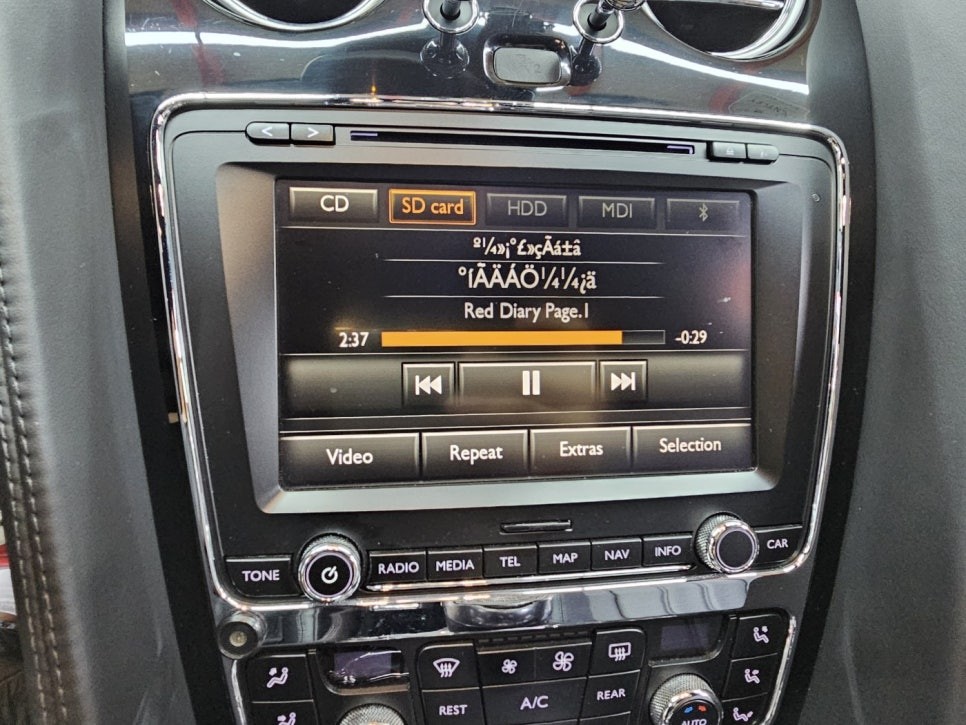 CD SD card HDD MDI
º¹⁄₄»¡°£»çÃá±â
°íÃÄÁÖ¹⁄₄¹⁄₄¿ä
Red Diary Page.1
2:37 -0:29
Video Repeat Extras Selection
TONE RADIO MEDIA TEL MAP NAV INFO CAR
A/C
REST REAR
AUTO